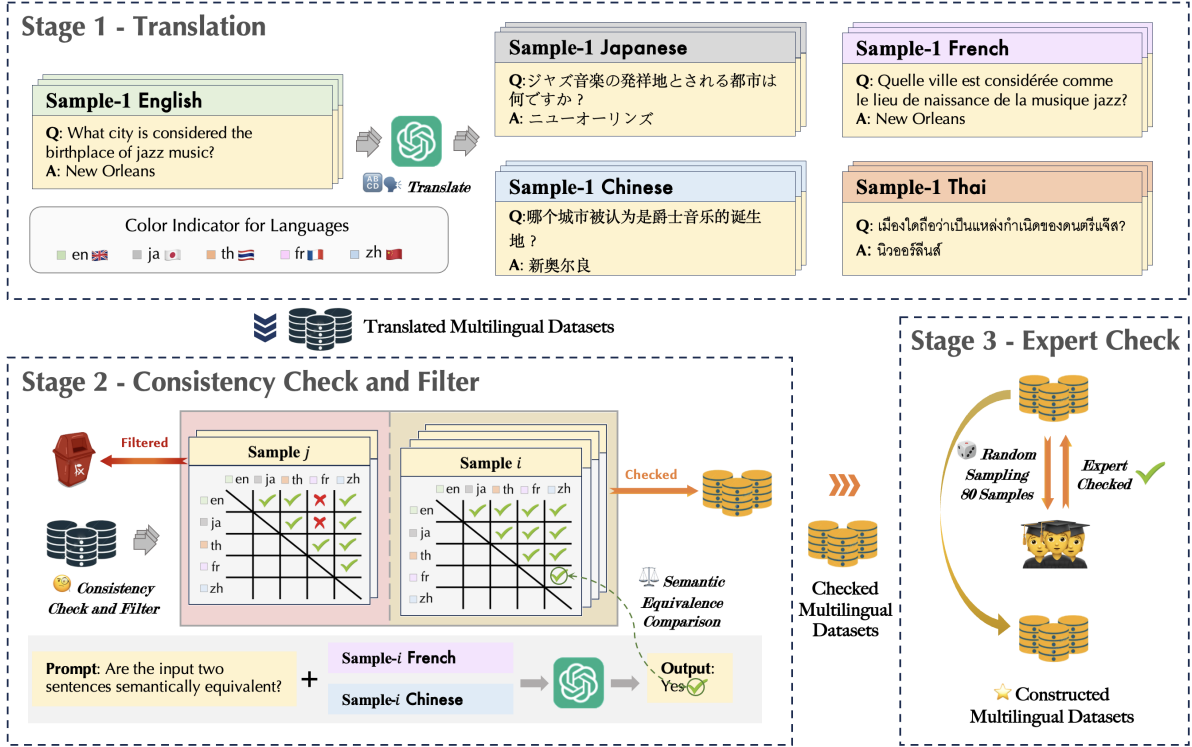 Stage 1 - Translation
Sample-1 English
Q: What city is considered the
birthplace of jazz music?
A: New Orleans
ABCD
Translate
Sample-1 Japanese
Q:ジャズ音楽の発祥地とされる都市は
何ですか ?
A: ニューオーリンズ
Sample-1 French
Q: Quelle ville est considérée comme
le lieu de naissance de la musique jazz?
A: New Orleans
Sample-1 Chinese
Q:哪个城市被认为是爵士音乐的诞生
地 ?
A: 新奥尔良
Sample-1 Thai
Q: เมืองใดถือว่าเป็นแหล่งกำเนิดของดนตรีแจ๊ส?
A: นิวออร์ลีนส์
Color Indicator for Languages
en ja th fr zh
Translated Multilingual Datasets
Stage 2 - Consistency Check and Filter
Filtered
Sample j
en ja th fr zh
en
ja
th
fr
zh
Sample i
en ja th fr zh
en
ja
th
fr
zh
Checked
Consistency
Check and Filter
Semantic
Equivalence
Comparison
Prompt: Are the input two
sentences semantically equivalent?
+
Sample-i French
Sample-i Chinese
Output:
Yes
Checked
Multilingual
Datasets
Stage 3 - Expert Check
Random
Sampling
80 Samples
Expert
Checked
Constructed
Multilingual Datasets